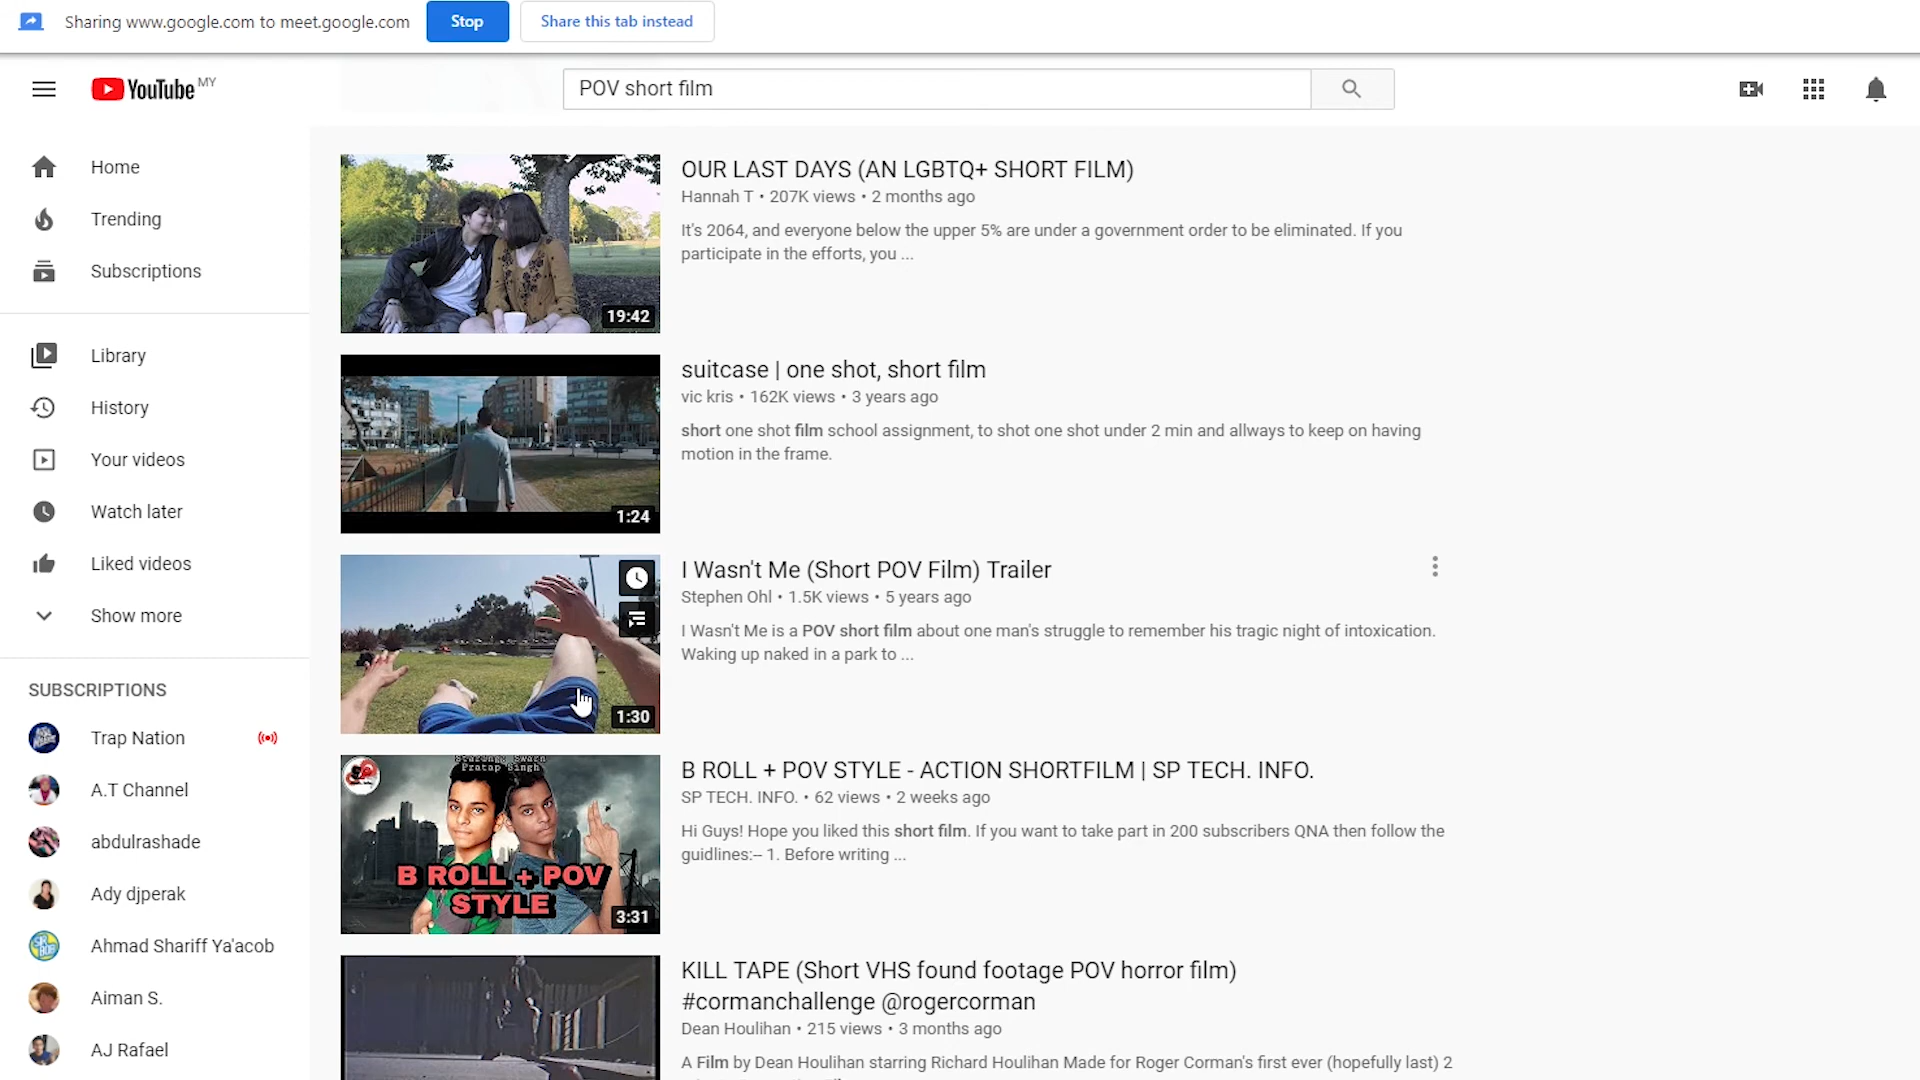 Sharing www.google.com to meet.google.com Stop Share this tab instead
YouTube MY
POV short film
Home
Trending
Subscriptions
Library
History
Your videos
Watch later
Liked videos
Show more
SUBSCRIPTIONS
Trap Nation
A.T Channel
abdulrashade
Ady djperak
Ahmad Shariff Ya'acob
Aiman S.
AJ Rafael
19:42
OUR LAST DAYS (AN LGBTQ+ SHORT FILM)
Hannah T • 207K views • 2 months ago
It's 2064, and everyone below the upper 5% are under a government order to be eliminated. If you
participate in the efforts, you ...
1:24
suitcase | one shot, short film
vic kris • 162K views • 3 years ago
short one shot film school assignment, to shot one shot under 2 min and allways to keep on having
motion in the frame.
1:30
I Wasn't Me (Short POV Film) Trailer
Stephen Ohl • 1.5K views • 5 years ago
I Wasn't Me is a POV short film about one man's struggle to remember his tragic night of intoxication.
Waking up naked in a park to ...
Starring: Swarn
Pratap Singh
B ROLL + POV
STYLE
3:31
B ROLL + POV STYLE - ACTION SHORTFILM | SP TECH. INFO.
SP TECH. INFO. • 62 views • 2 weeks ago
Hi Guys! Hope you liked this short film. If you want to take part in 200 subscribers QNA then follow the
guidlines:-- 1. Before writing ...
KILL TAPE (Short VHS found footage POV horror film)
#cormanchallenge @rogercorman
Dean Houlihan • 215 views • 3 months ago
A Film by Dean Houlihan starring Richard Houlihan Made for Roger Corman's first ever (hopefully last) 2